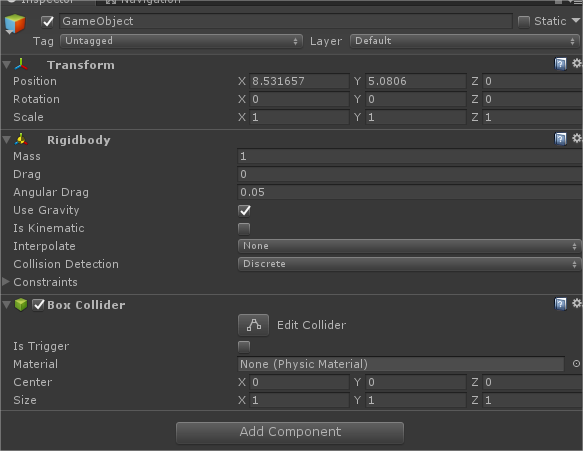 Inspector Navigation
GameObject Static
Tag Untagged Layer Default
Transform
Position X 8.531657 Y 5.0806 Z 0
Rotation X 0 Y 0 Z 0
Scale X 1 Y 1 Z 1
Rigidbody
Mass 1
Drag 0
Angular Drag 0.05
Use Gravity
Is Kinematic
Interpolate None
Collision Detection Discrete
Constraints
Box Collider
Edit Collider
Is Trigger
Material None (Physic Material)
Center X 0 Y 0 Z 0
Size X 1 Y 1 Z 1
Add Component